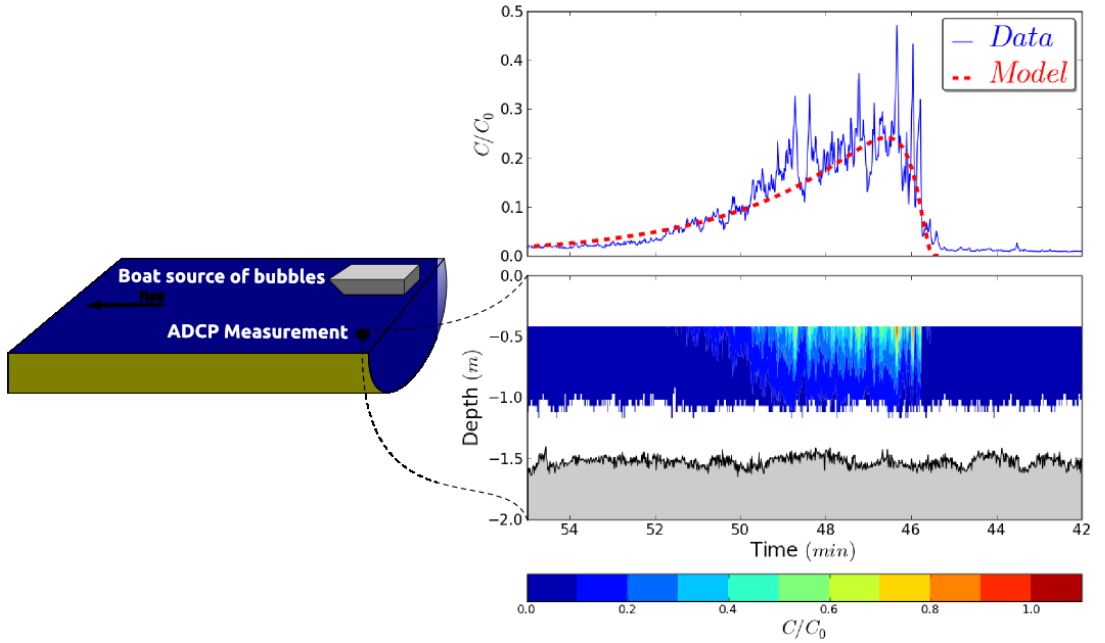 0.5
0.4
0.3
0.2
0.1
0.0
C/C₀
Data
Model
Boat source of bubbles
Flow
ADCP Measurement
0.0
−0.5
−1.0
−1.5
−2.0
Depth (m)
54 52 50 48 46 44 42
Time (min)
0.0 0.2 0.4 0.6 0.8 1.0
C/C₀